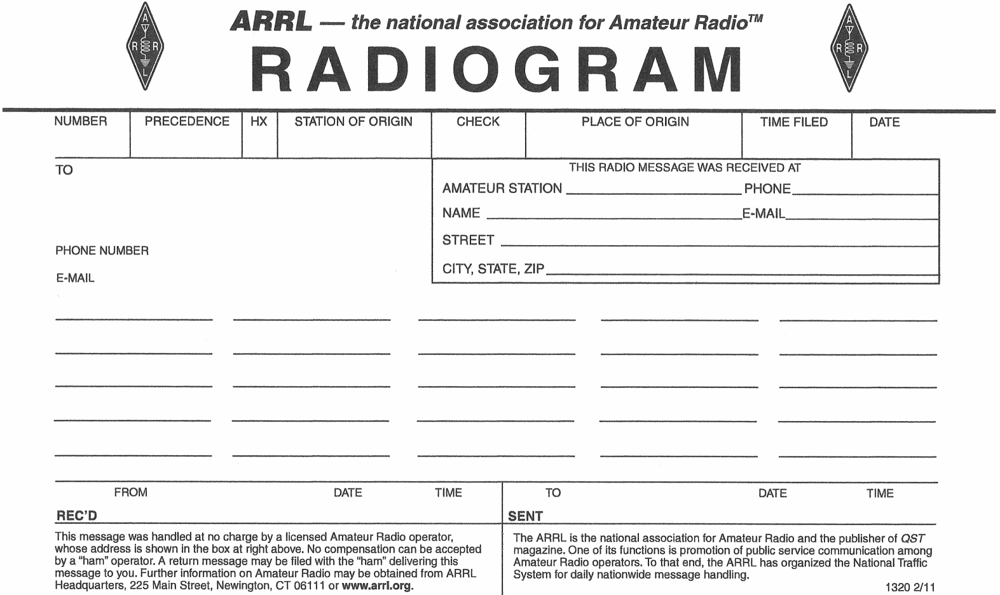 A
R R
L
ARRL — the national association for Amateur Radio™
A
R R
L
RADIOGRAM
NUMBER PRECEDENCE HX STATION OF ORIGIN CHECK PLACE OF ORIGIN TIME FILED DATE
TO
PHONE NUMBER
E-MAIL
THIS RADIO MESSAGE WAS RECEIVED AT
AMATEUR STATION PHONE
NAME E-MAIL
STREET
CITY, STATE, ZIP
FROM DATE TIME
REC'D
TO DATE TIME
SENT
This message was handled at no charge by a licensed Amateur Radio operator,
whose address is shown in the box at right above. No compensation can be accepted
by a “ham” operator. A return message may be filed with the “ham” delivering this
message to you. Further information on Amateur Radio may be obtained from ARRL
Headquarters, 225 Main Street, Newington, CT 06111 or www.arrl.org.
The ARRL is the national association for Amateur Radio and the publisher of QST
magazine. One of its functions is promotion of public service communication among
Amateur Radio operators. To that end, the ARRL has organized the National Traffic
System for daily nationwide message handling.
1320 2/11